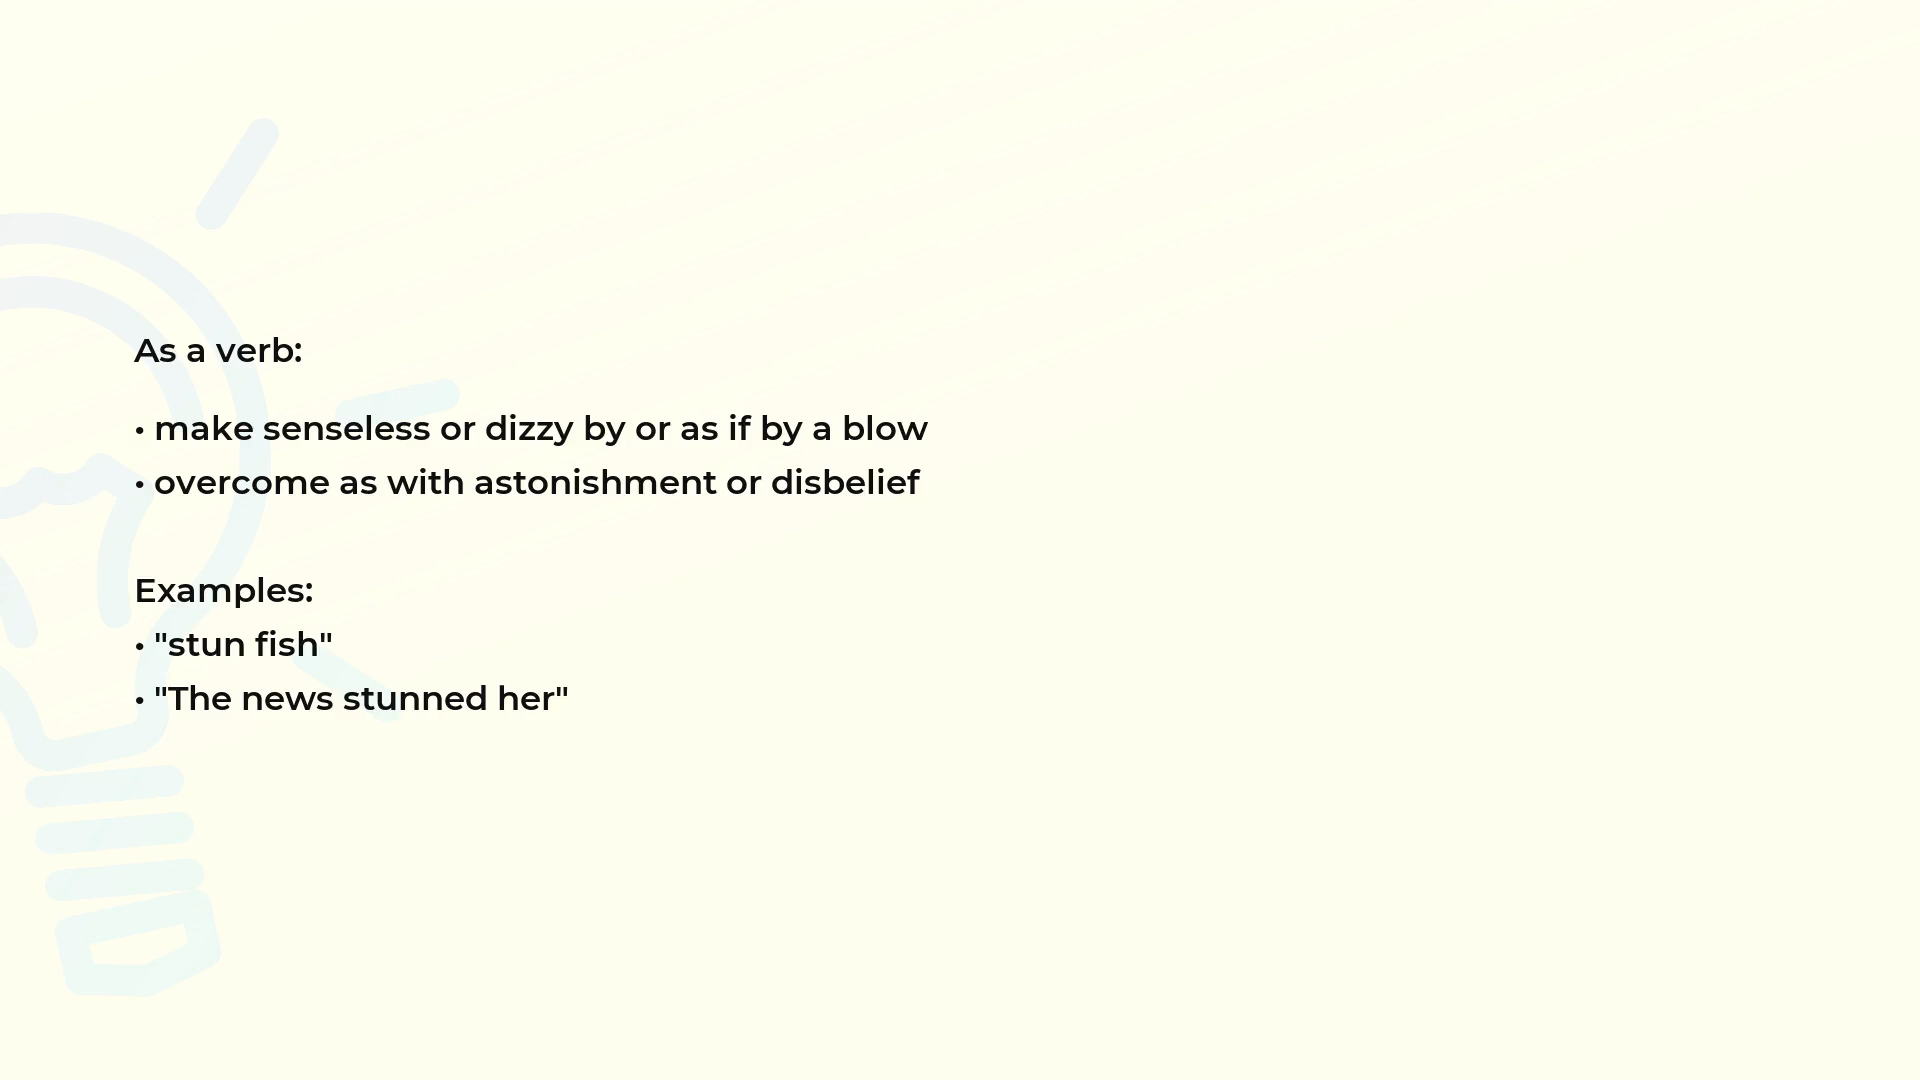 As a verb:
• make senseless or dizzy by or as if by a blow
• overcome as with astonishment or disbelief
Examples:
• "stun fish"
• "The news stunned her"